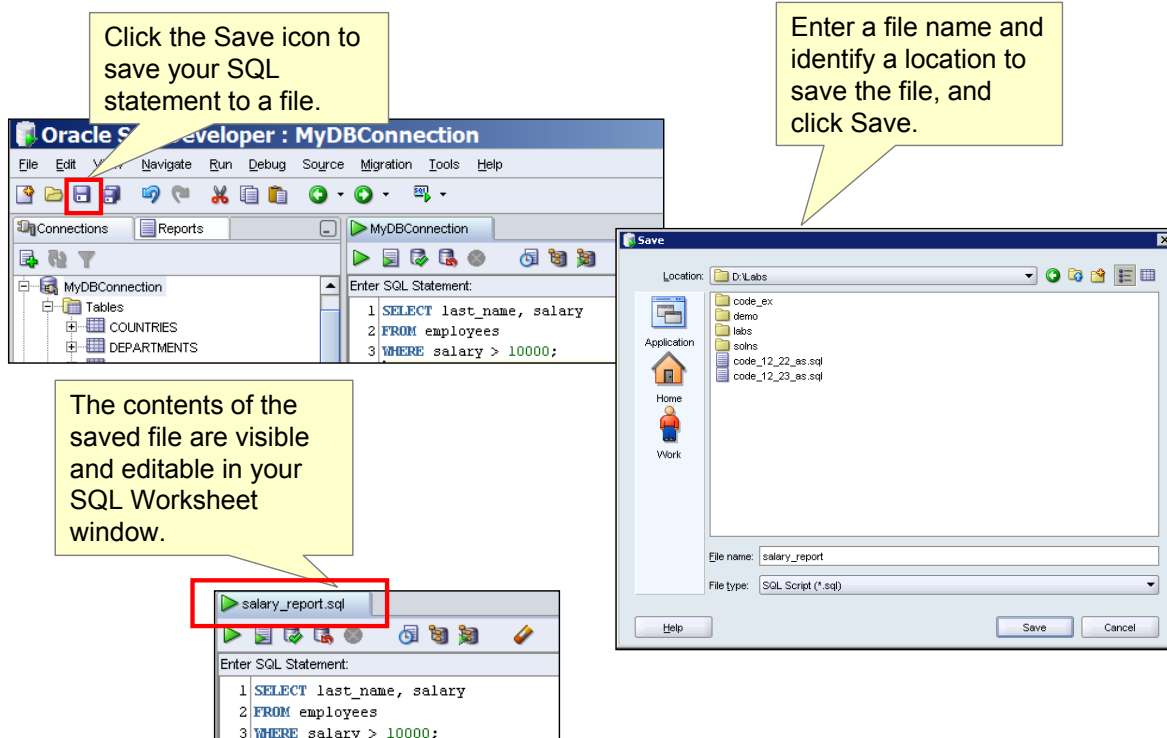 Click the Save icon to
save your SQL
statement to a file.
Enter a file name and
identify a location to
save the file, and
click Save.
Oracle S eveloper : MyDBConnection
File Edit V Navigate Run Debug Source Migration Tools Help
Connections Reports
MyDBConnection
MyDBConnection
Tables
COUNTRIES
DEPARTMENTS
Enter SQL Statement:
1 SELECT last_name, salary
2 FROM employees
3 WHERE salary > 10000;
Save
Location: D:\Labs
Application
Home
Work
code_ex
demo
labs
solns
code_12_22_as.sql
code_12_23_as.sql
File name: salary_report
File type: SQL Script (*.sql)
Help Save Cancel
The contents of the
saved file are visible
and editable in your
SQL Worksheet
window.
salary_report.sql
Enter SQL Statement:
1 SELECT last_name, salary
2 FROM employees
3 WHERE salary > 10000;